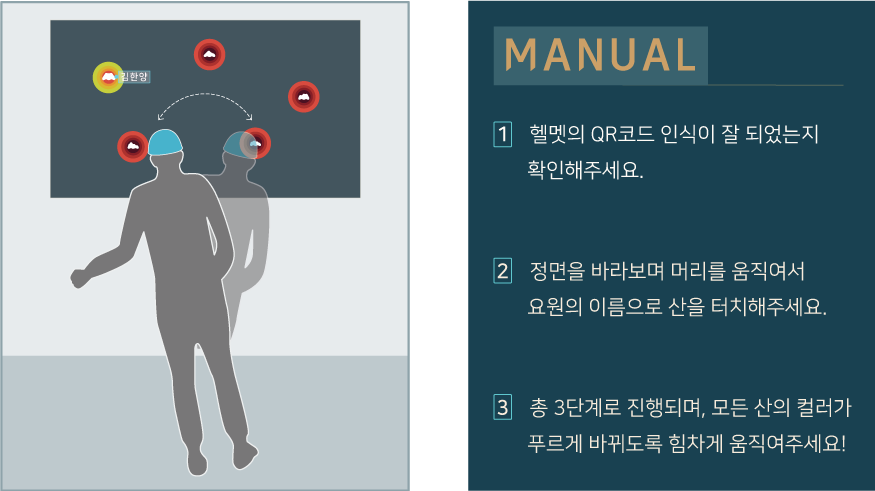 김한양
MANUAL
1 헬멧의 QR코드 인식이 잘 되었는지
확인해주세요.
2 정면을 바라보며 머리를 움직여서
요원의 이름으로 산을 터치해주세요.
3 총 3단계로 진행되며, 모든 산의 컬러가
푸르게 바뀌도록 힘차게 움직여주세요!